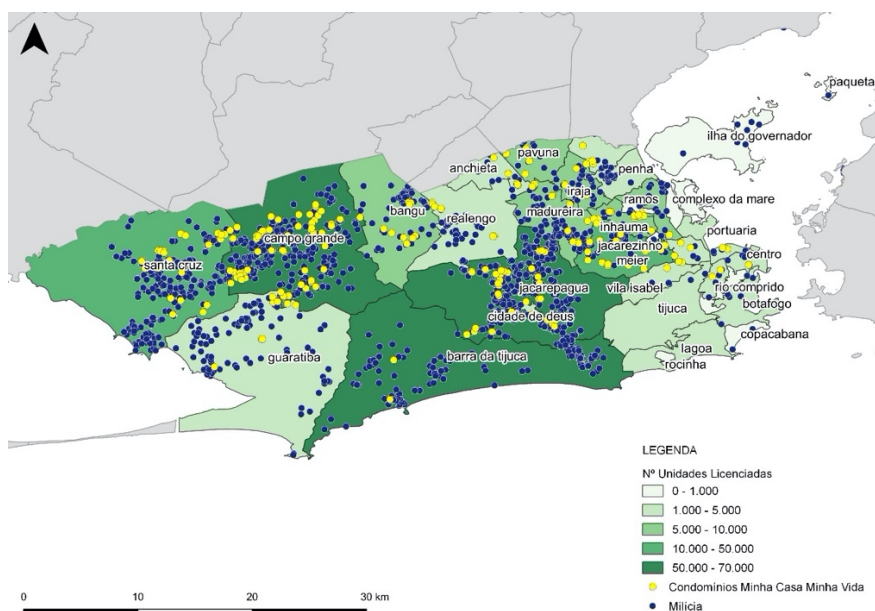 paqueta
ilha do governador
pavuna
anchieta
penha
iraja
ramos
complexo da mare
bangu
realengo
madureira
inhauma
portuaria
campo grande
jacarezinho
centro
santa cruz
meier
jacarepagua
vila isabel
rio comprido
cidade de deus
tijuca
botafogo
copacabana
guaratiba
barra da tijuca
lagoa
rocinha
LEGENDA
Nº Unidades Licenciadas
0 - 1.000
1.000 - 5.000
5.000 - 10.000
10.000 - 50.000
50.000 - 70.000
Condomínios Minha Casa Minha Vida
Milícia
0 10 20 30 km